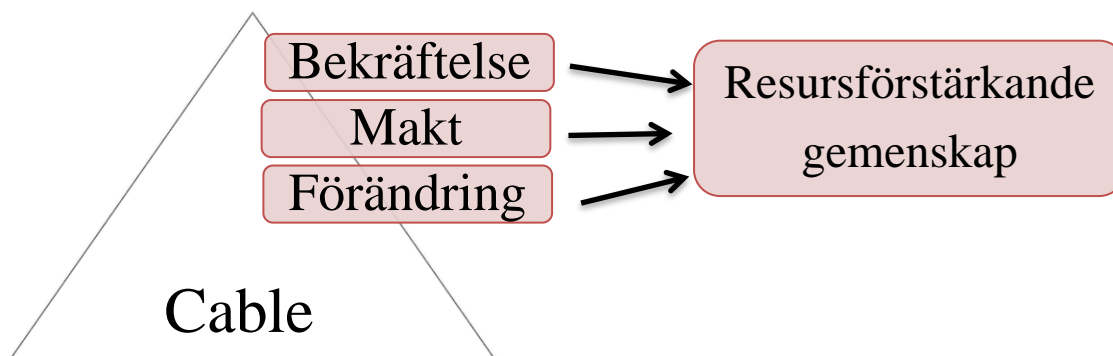 Bekräftelse
Makt
Förändring
Resursförstärkande
gemenskap
Cable